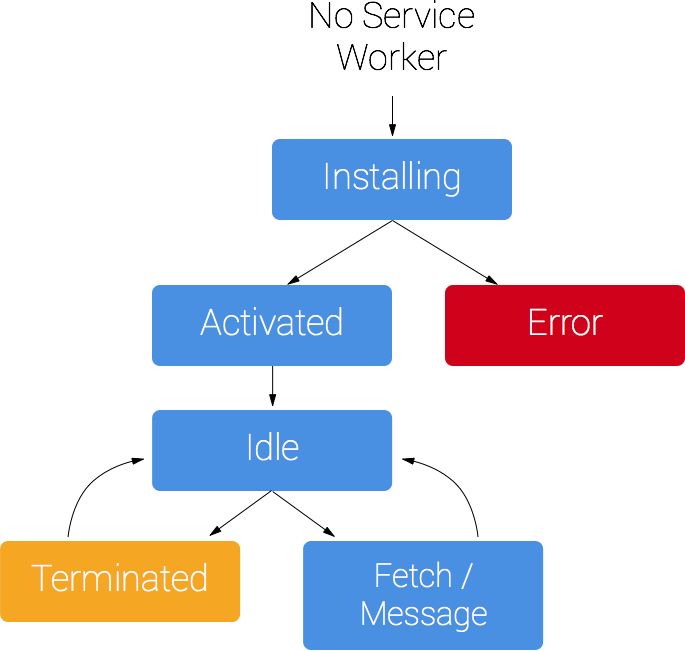 No Service
Worker
Installing
Activated
Error
Idle
Terminated
Fetch /
Message